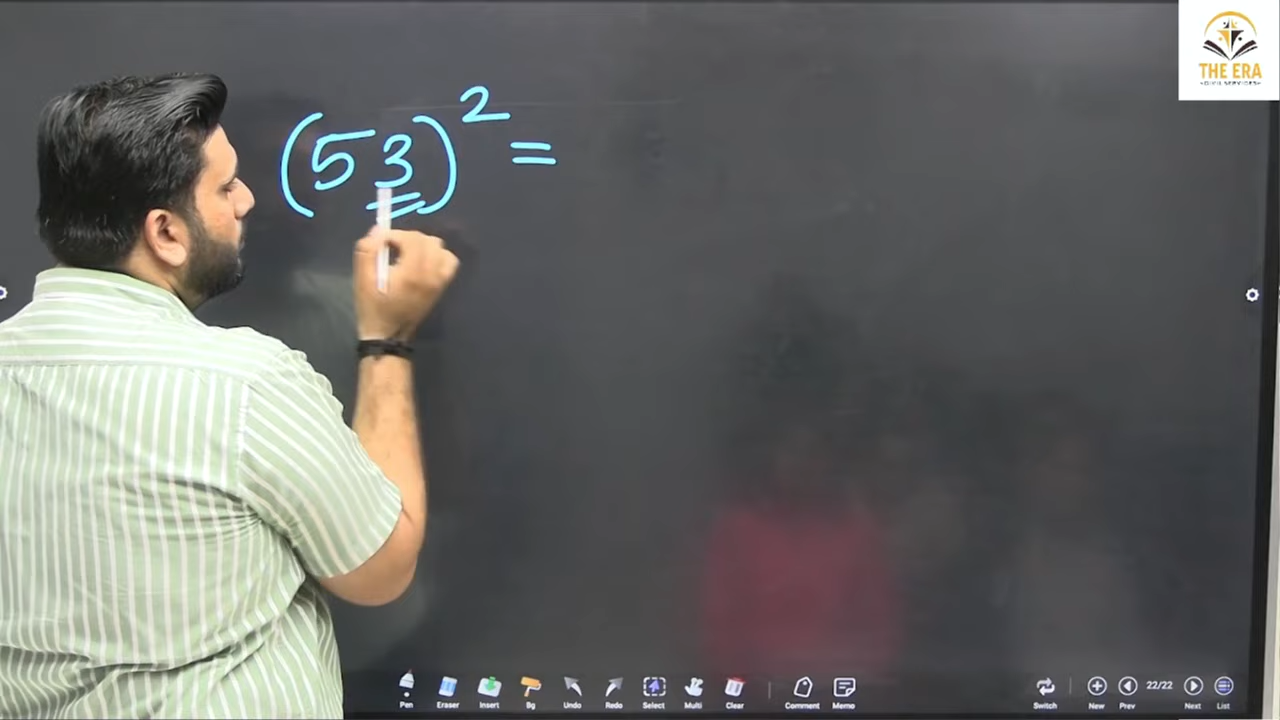 THE ERA
(53)² =
Pen Eraser Insert Bg Undo Redo Select Multi Clear Comment Memo Switch New Prev 22/22 Next List